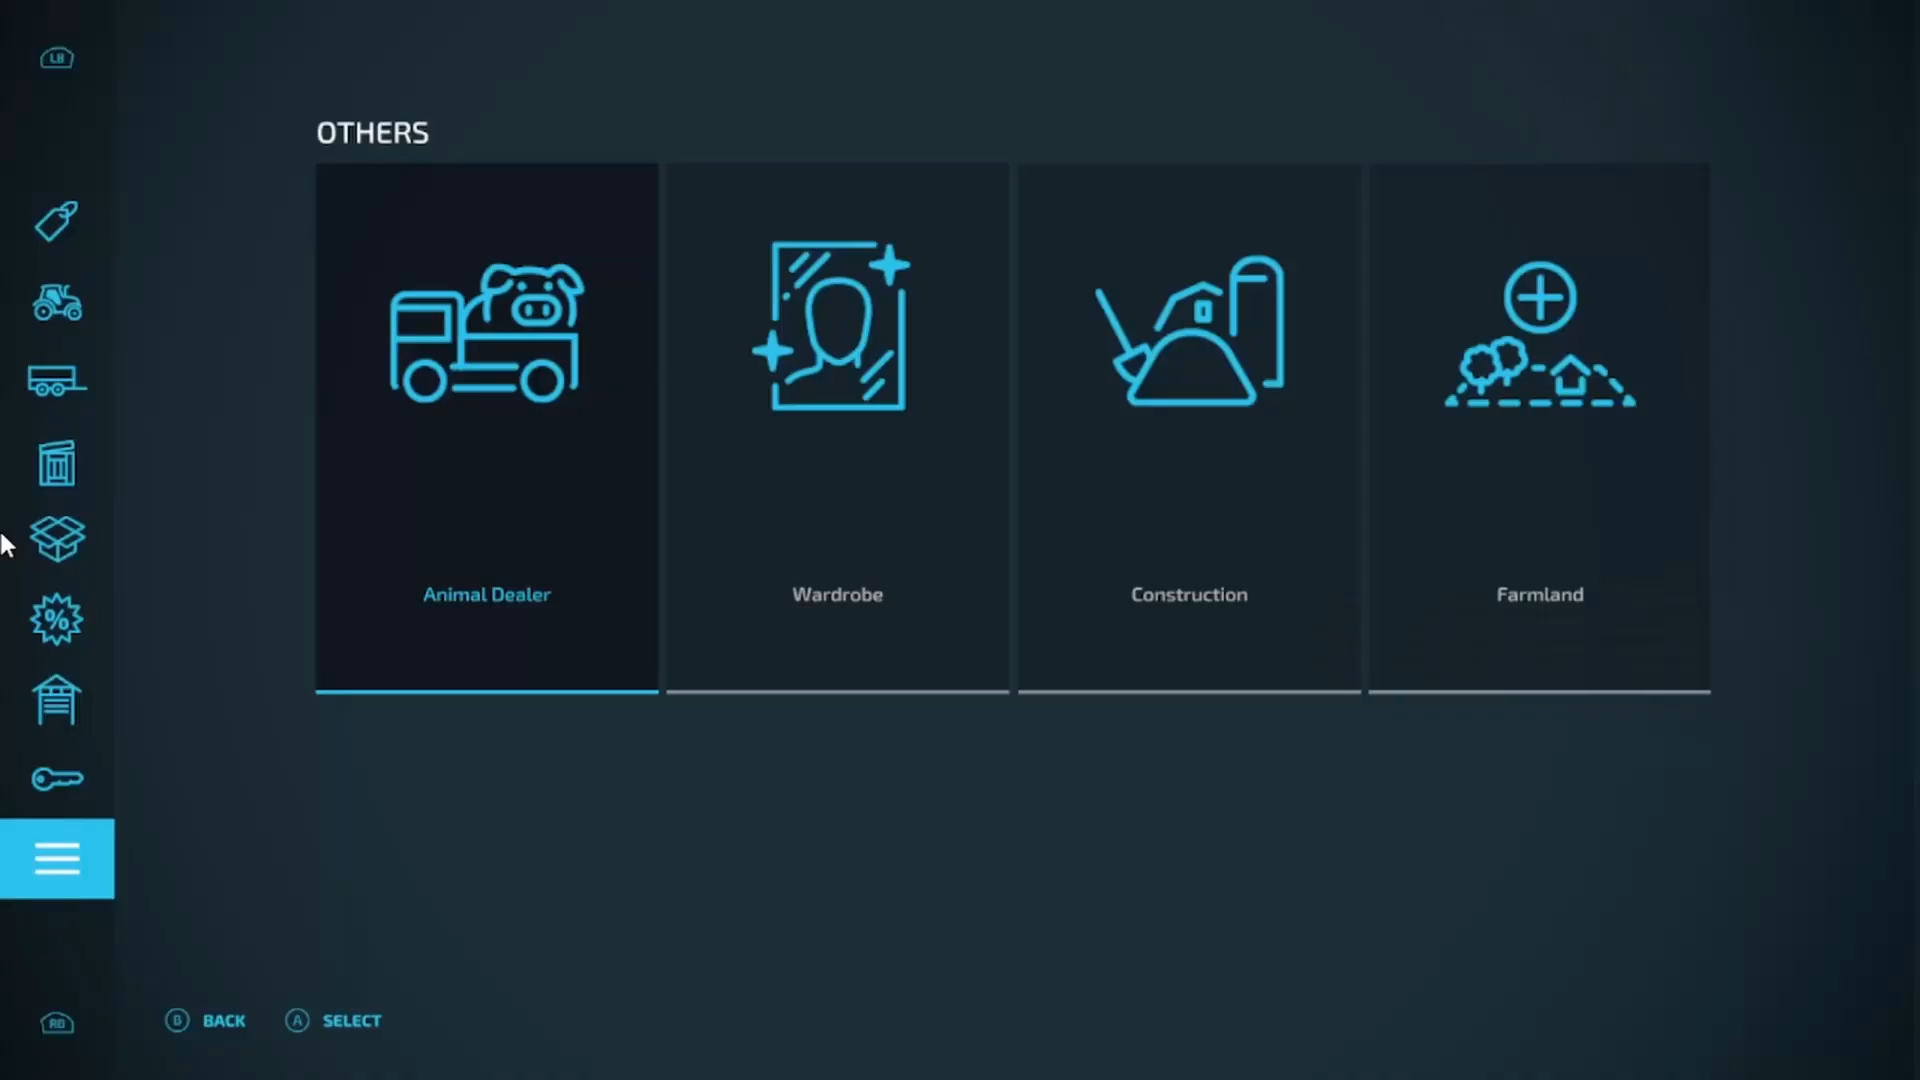 LB
OTHERS
Animal Dealer
Wardrobe
Construction
Farmland
%
RB
B BACK A SELECT